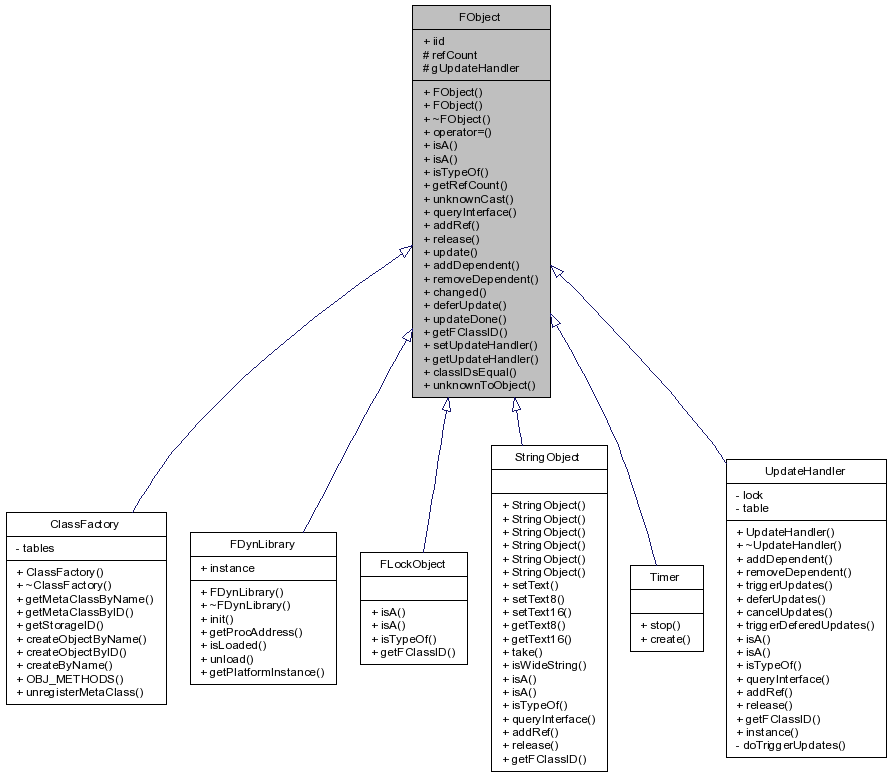 FObject
+ iid
# refCount
# gUpdateHandler
+ FObject()
+ FObject()
+ ~FObject()
+ operator=()
+ isA()
+ isA()
+ isTypeOf()
+ getRefCount()
+ unknownCast()
+ queryInterface()
+ addRef()
+ release()
+ update()
+ addDependent()
+ removeDependent()
+ changed()
+ deferUpdate()
+ updateDone()
+ getFClassID()
+ setUpdateHandler()
+ getUpdateHandler()
+ classIDsEqual()
+ unknownToObject()
ClassFactory
- tables
+ ClassFactory()
+ ~ClassFactory()
+ getMetaClassByName()
+ getMetaClassByID()
+ getStorageID()
+ createObjectByName()
+ createObjectByID()
+ createByName()
+ OBJ_METHODS()
+ unregisterMetaClass()
FDynLibrary
+ instance
+ FDynLibrary()
+ ~FDynLibrary()
+ init()
+ getProcAddress()
+ isLoaded()
+ unload()
+ getPlatformInstance()
FLockObject
+ isA()
+ isA()
+ isTypeOf()
+ getFClassID()
StringObject
+ StringObject()
+ StringObject()
+ StringObject()
+ StringObject()
+ StringObject()
+ StringObject()
+ setText()
+ setText8()
+ setText16()
+ getText8()
+ getText16()
+ take()
+ isWideString()
+ isA()
+ isA()
+ isTypeOf()
+ queryInterface()
+ addRef()
+ release()
+ getFClassID()
Timer
+ stop()
+ create()
UpdateHandler
- lock
- table
+ UpdateHandler()
+ ~UpdateHandler()
+ addDependent()
+ removeDependent()
+ triggerUpdates()
+ deferUpdates()
+ cancelUpdates()
+ triggerDeferedUpdates()
+ isA()
+ isA()
+ isTypeOf()
+ queryInterface()
+ addRef()
+ release()
+ getFClassID()
+ instance()
- doTriggerUpdates()